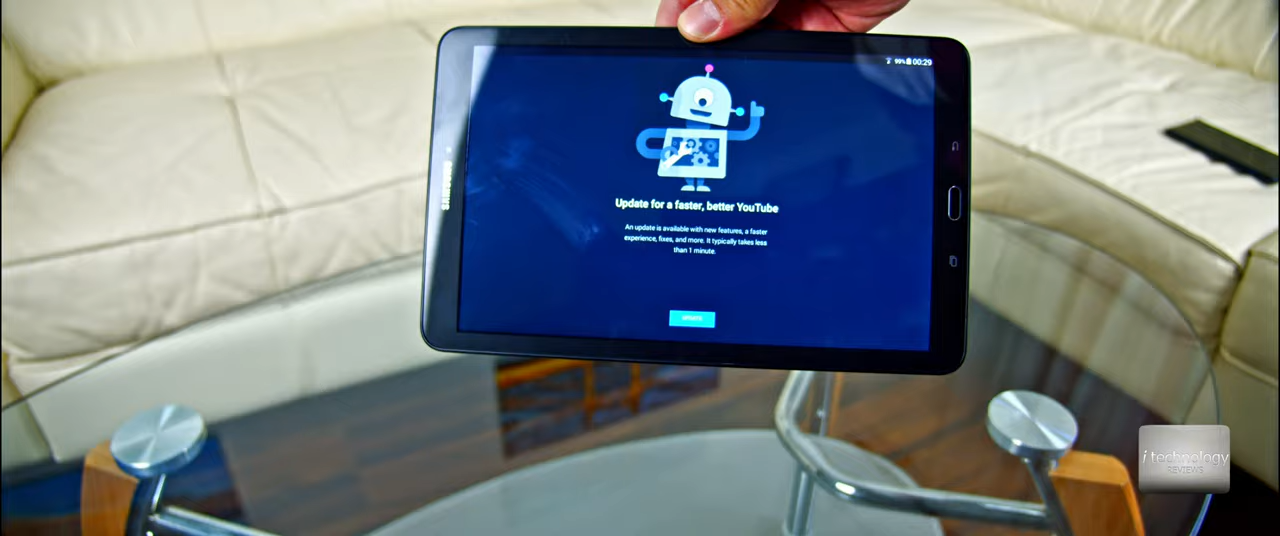 99% 00:29
SAMSUNG
Update for a faster, better YouTube
An update is available with new features, a faster
experience, fixes, and more. It typically takes less
than 1 minute.
UPDATE
i technology
REVIEWS